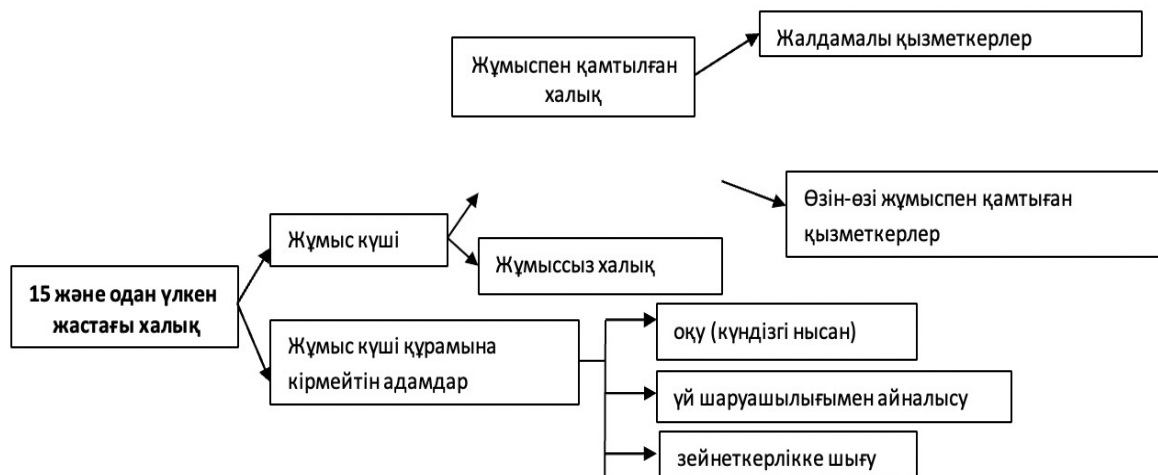 Жұмыспен қамтылған
халық
Жалдамалы қызметкерлер
Өзін-өзі жұмыспен қамтыған
қызметкерлер
Жұмыс күші
Жұмыссыз халық
15 және одан үлкен
жастағы халық
Жұмыс күші құрамына
кірмейтін адамдар
оқу (күндізгі нысан)
үй шаруашылығымен айналысу
зейнеткерлікке шығу